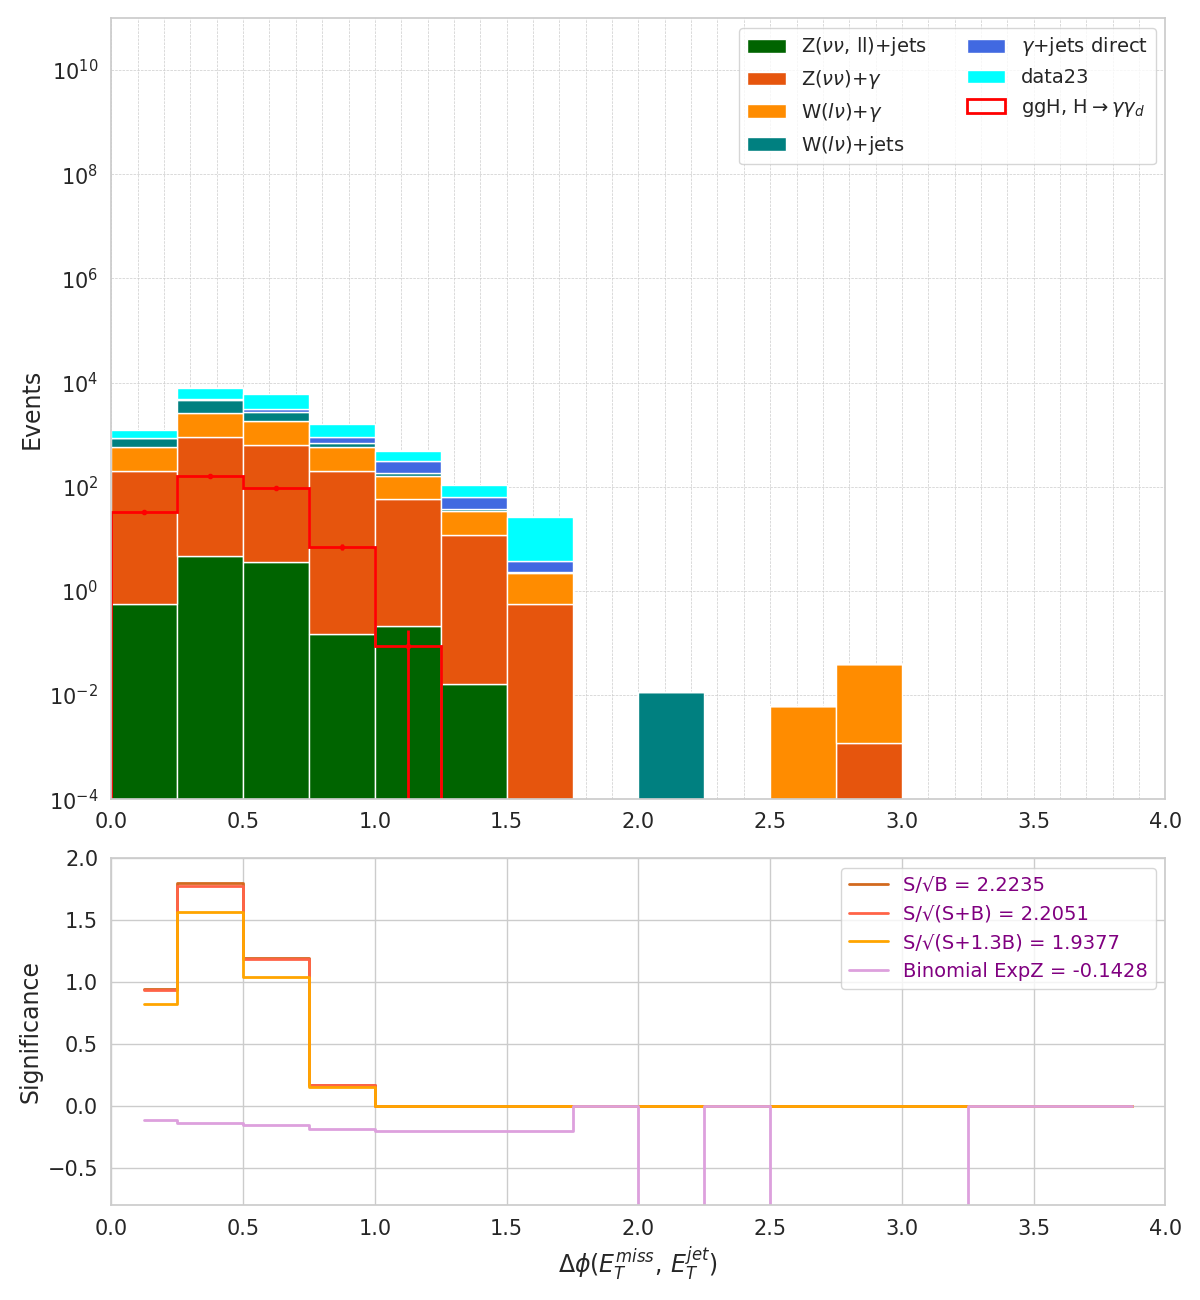 Z(νν, ll)+jets
Z(νν)+γ
W(lν)+γ
W(lν)+jets
γ+jets direct
data23
ggH, H→γγ_d
Events
10^10
10^8
10^6
10^4
10^2
10^0
10^−2
10^−4
0.0 0.5 1.0 1.5 2.0 2.5 3.0 3.5 4.0
S/√B = 2.2235
S/√(S+B) = 2.2051
S/√(S+1.3B) = 1.9377
Binomial ExpZ = -0.1428
Significance
2.0
1.5
1.0
0.5
0.0
−0.5
0.0 0.5 1.0 1.5 2.0 2.5 3.0 3.5 4.0
Δϕ(E_T^miss, E_T^jet)